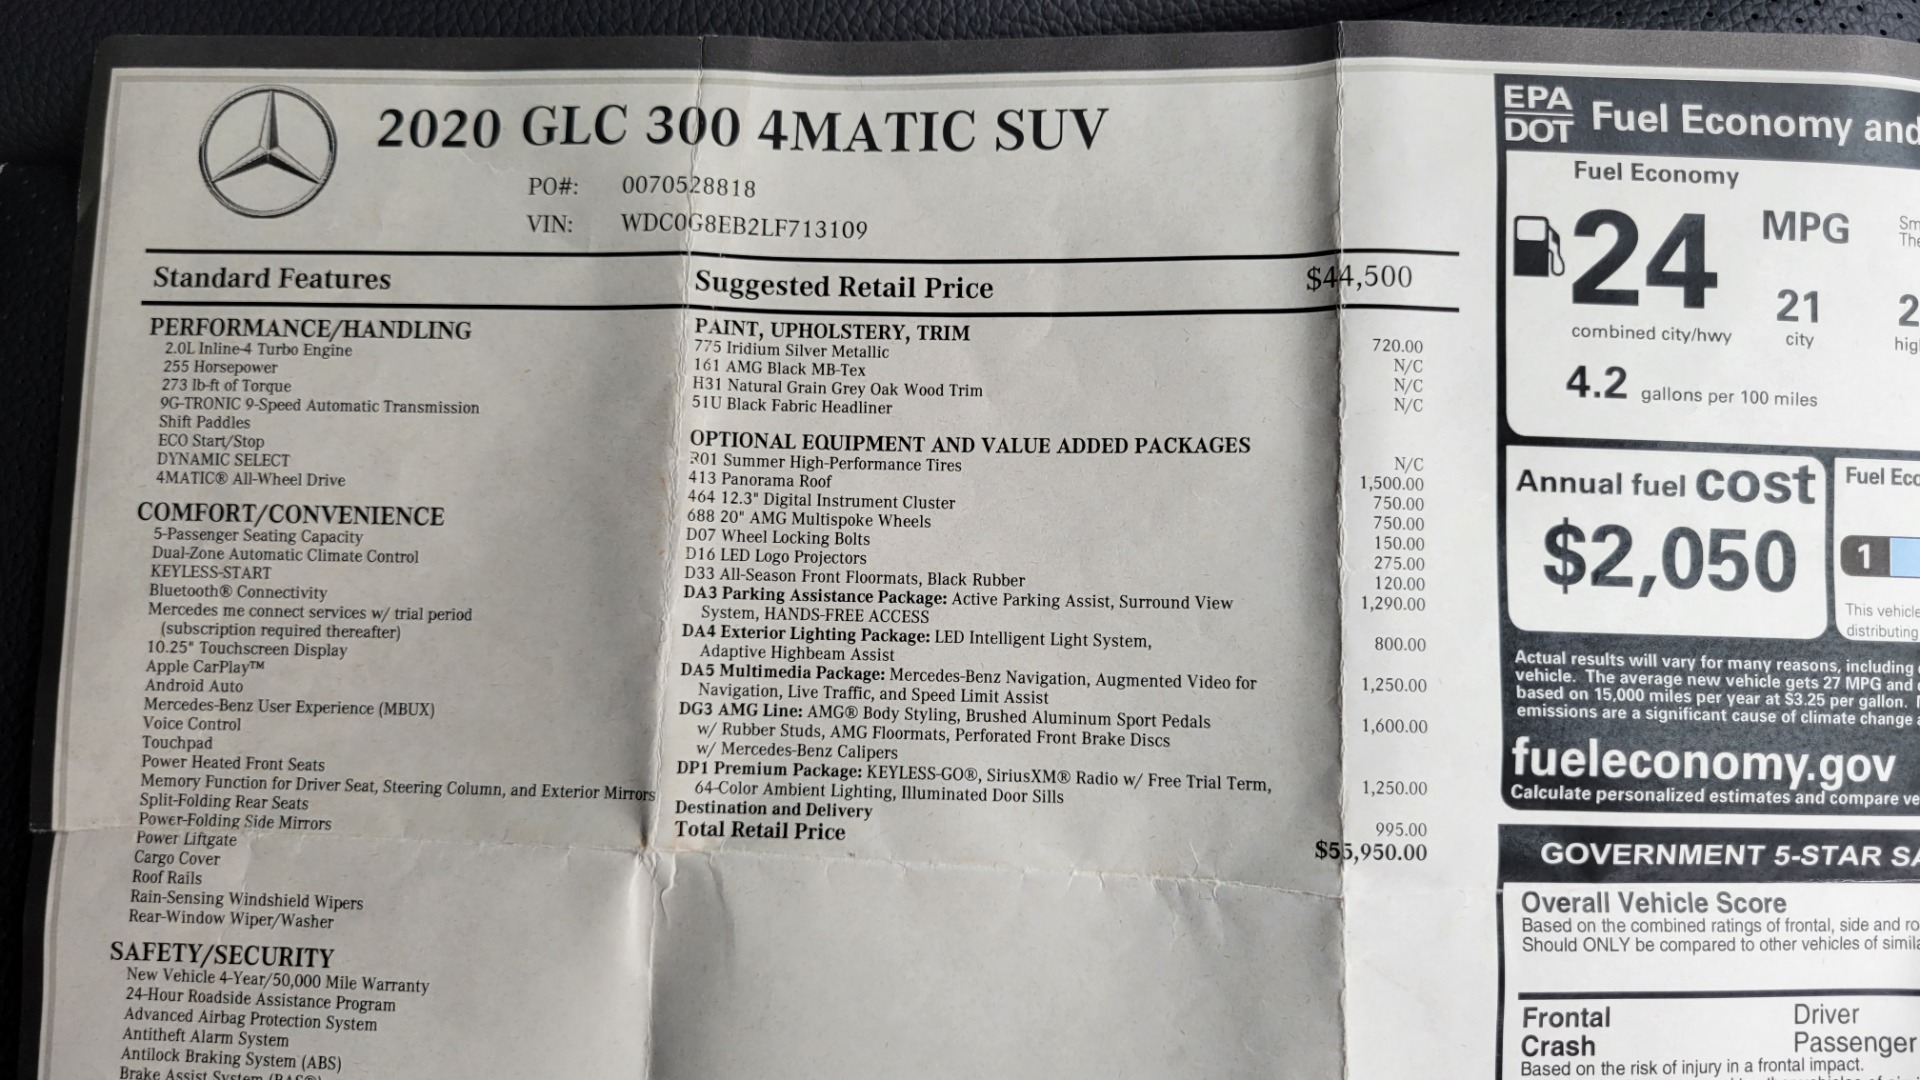 2020 GLC 300 4MATIC SUV
PO#: 0070528818
VIN: WDC0G8EB2LF713109
Standard Features
PERFORMANCE/HANDLING
2.0L Inline-4 Turbo Engine
255 Horsepower
273 lb-ft of Torque
9G-TRONIC 9-Speed Automatic Transmission
Shift Paddles
ECO Start/Stop
DYNAMIC SELECT
4MATIC® All-Wheel Drive
COMFORT/CONVENIENCE
5-Passenger Seating Capacity
Dual-Zone Automatic Climate Control
KEYLESS-START
Bluetooth® Connectivity
Mercedes me connect services w/ trial period
(subscription required thereafter)
10.25" Touchscreen Display
Apple CarPlay™
Android Auto
Mercedes-Benz User Experience (MBUX)
Voice Control
Touchpad
Power Heated Front Seats
Memory Function for Driver Seat, Steering Column, and Exterior Mirrors
Split-Folding Rear Seats
Power-Folding Side Mirrors
Power Liftgate
Cargo Cover
Roof Rails
Rain-Sensing Windshield Wipers
Rear-Window Wiper/Washer
SAFETY/SECURITY
New Vehicle 4-Year/50,000 Mile Warranty
24-Hour Roadside Assistance Program
Advanced Airbag Protection System
Antitheft Alarm System
Antilock Braking System (ABS)
Brake Assist System
Suggested Retail Price $44,500
PAINT, UPHOLSTERY, TRIM
775 Iridium Silver Metallic 720.00
161 AMG Black MB-Tex N/C
H31 Natural Grain Grey Oak Wood Trim N/C
51U Black Fabric Headliner N/C
OPTIONAL EQUIPMENT AND VALUE ADDED PACKAGES
R01 Summer High-Performance Tires N/C
413 Panorama Roof 1,500.00
464 12.3" Digital Instrument Cluster 750.00
688 20" AMG Multispoke Wheels 750.00
D07 Wheel Locking Bolts 150.00
D16 LED Logo Projectors 275.00
D33 All-Season Front Floormats, Black Rubber 120.00
DA3 Parking Assistance Package: Active Parking Assist, Surround View 1,290.00
System, HANDS-FREE ACCESS
DA4 Exterior Lighting Package: LED Intelligent Light System, 800.00
Adaptive Highbeam Assist
DA5 Multimedia Package: Mercedes-Benz Navigation, Augmented Video for 1,250.00
Navigation, Live Traffic, and Speed Limit Assist
DG3 AMG Line: AMG® Body Styling, Brushed Aluminum Sport Pedals 1,600.00
w/ Rubber Studs, AMG Floormats, Perforated Front Brake Discs
w/ Mercedes-Benz Calipers
DP1 Premium Package: KEYLESS-GO®, SiriusXM® Radio w/ Free Trial Term, 1,250.00
64-Color Ambient Lighting, Illuminated Door Sills
Destination and Delivery 995.00
Total Retail Price $55,950.00
EPA
DOT
Fuel Economy and
Fuel Economy
24 MPG
combined city/hwy
21
city
4.2 gallons per 100 miles
Annual fuel cost
$2,050
Fuel Eco
1
This vehicle
distributing
Actual results will vary for many reasons, including
vehicle. The average new vehicle gets 27 MPG and
based on 15,000 miles per year at $3.25 per gallon.
emissions are a significant cause of climate change
fueleconomy.gov
Calculate personalized estimates and compare ve
GOVERNMENT 5-STAR SA
Overall Vehicle Score
Based on the combined ratings of frontal, side and ro
Should ONLY be compared to other vehicles of simila
Frontal Driver
Crash Passenger
Based on the risk of injury in a frontal impact.